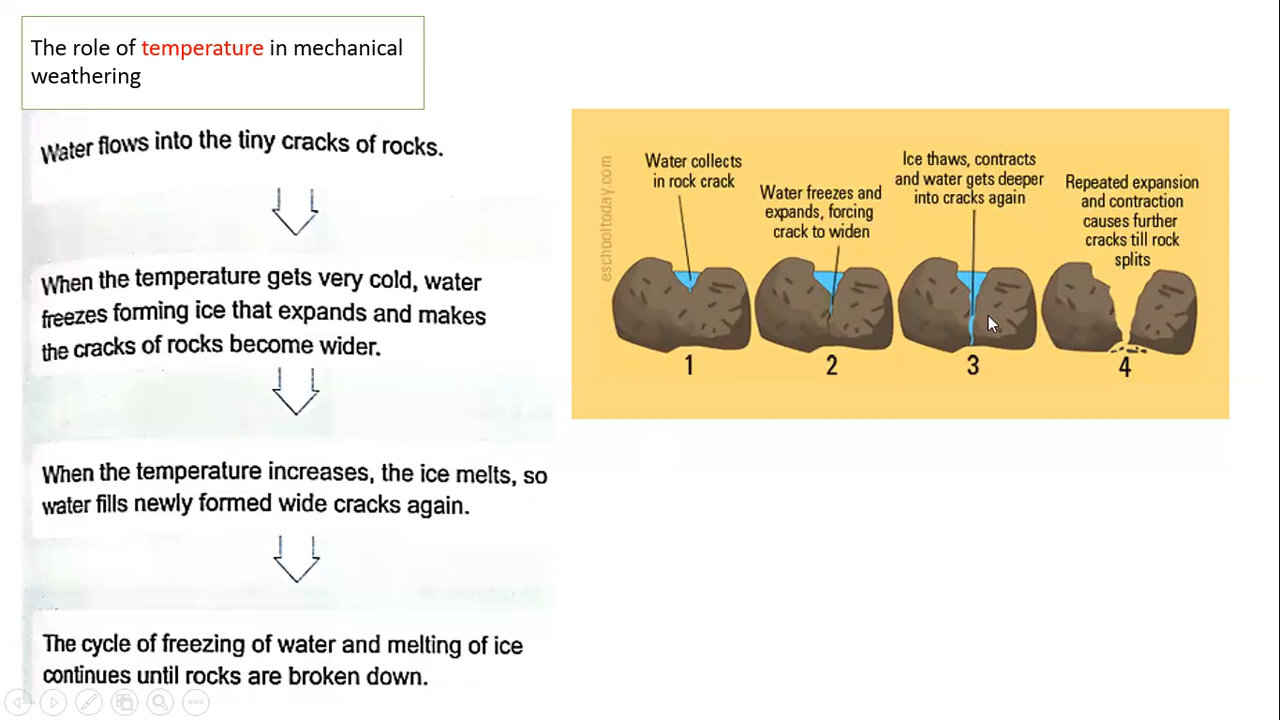 The role of temperature in mechanical
weathering
Water flows into the tiny cracks of rocks.
When the temperature gets very cold, water
freezes forming ice that expands and makes
the cracks of rocks become wider.
When the temperature increases, the ice melts, so
water fills newly formed wide cracks again.
The cycle of freezing of water and melting of ice
continues until rocks are broken down.
eschooltoday.com
Water collects
in rock crack
Water freezes and
expands, forcing
crack to widen
Ice thaws, contracts
and water gets deeper
into cracks again
Repeated expansion
and contraction
causes further
cracks till rock
splits
1
2
3
4